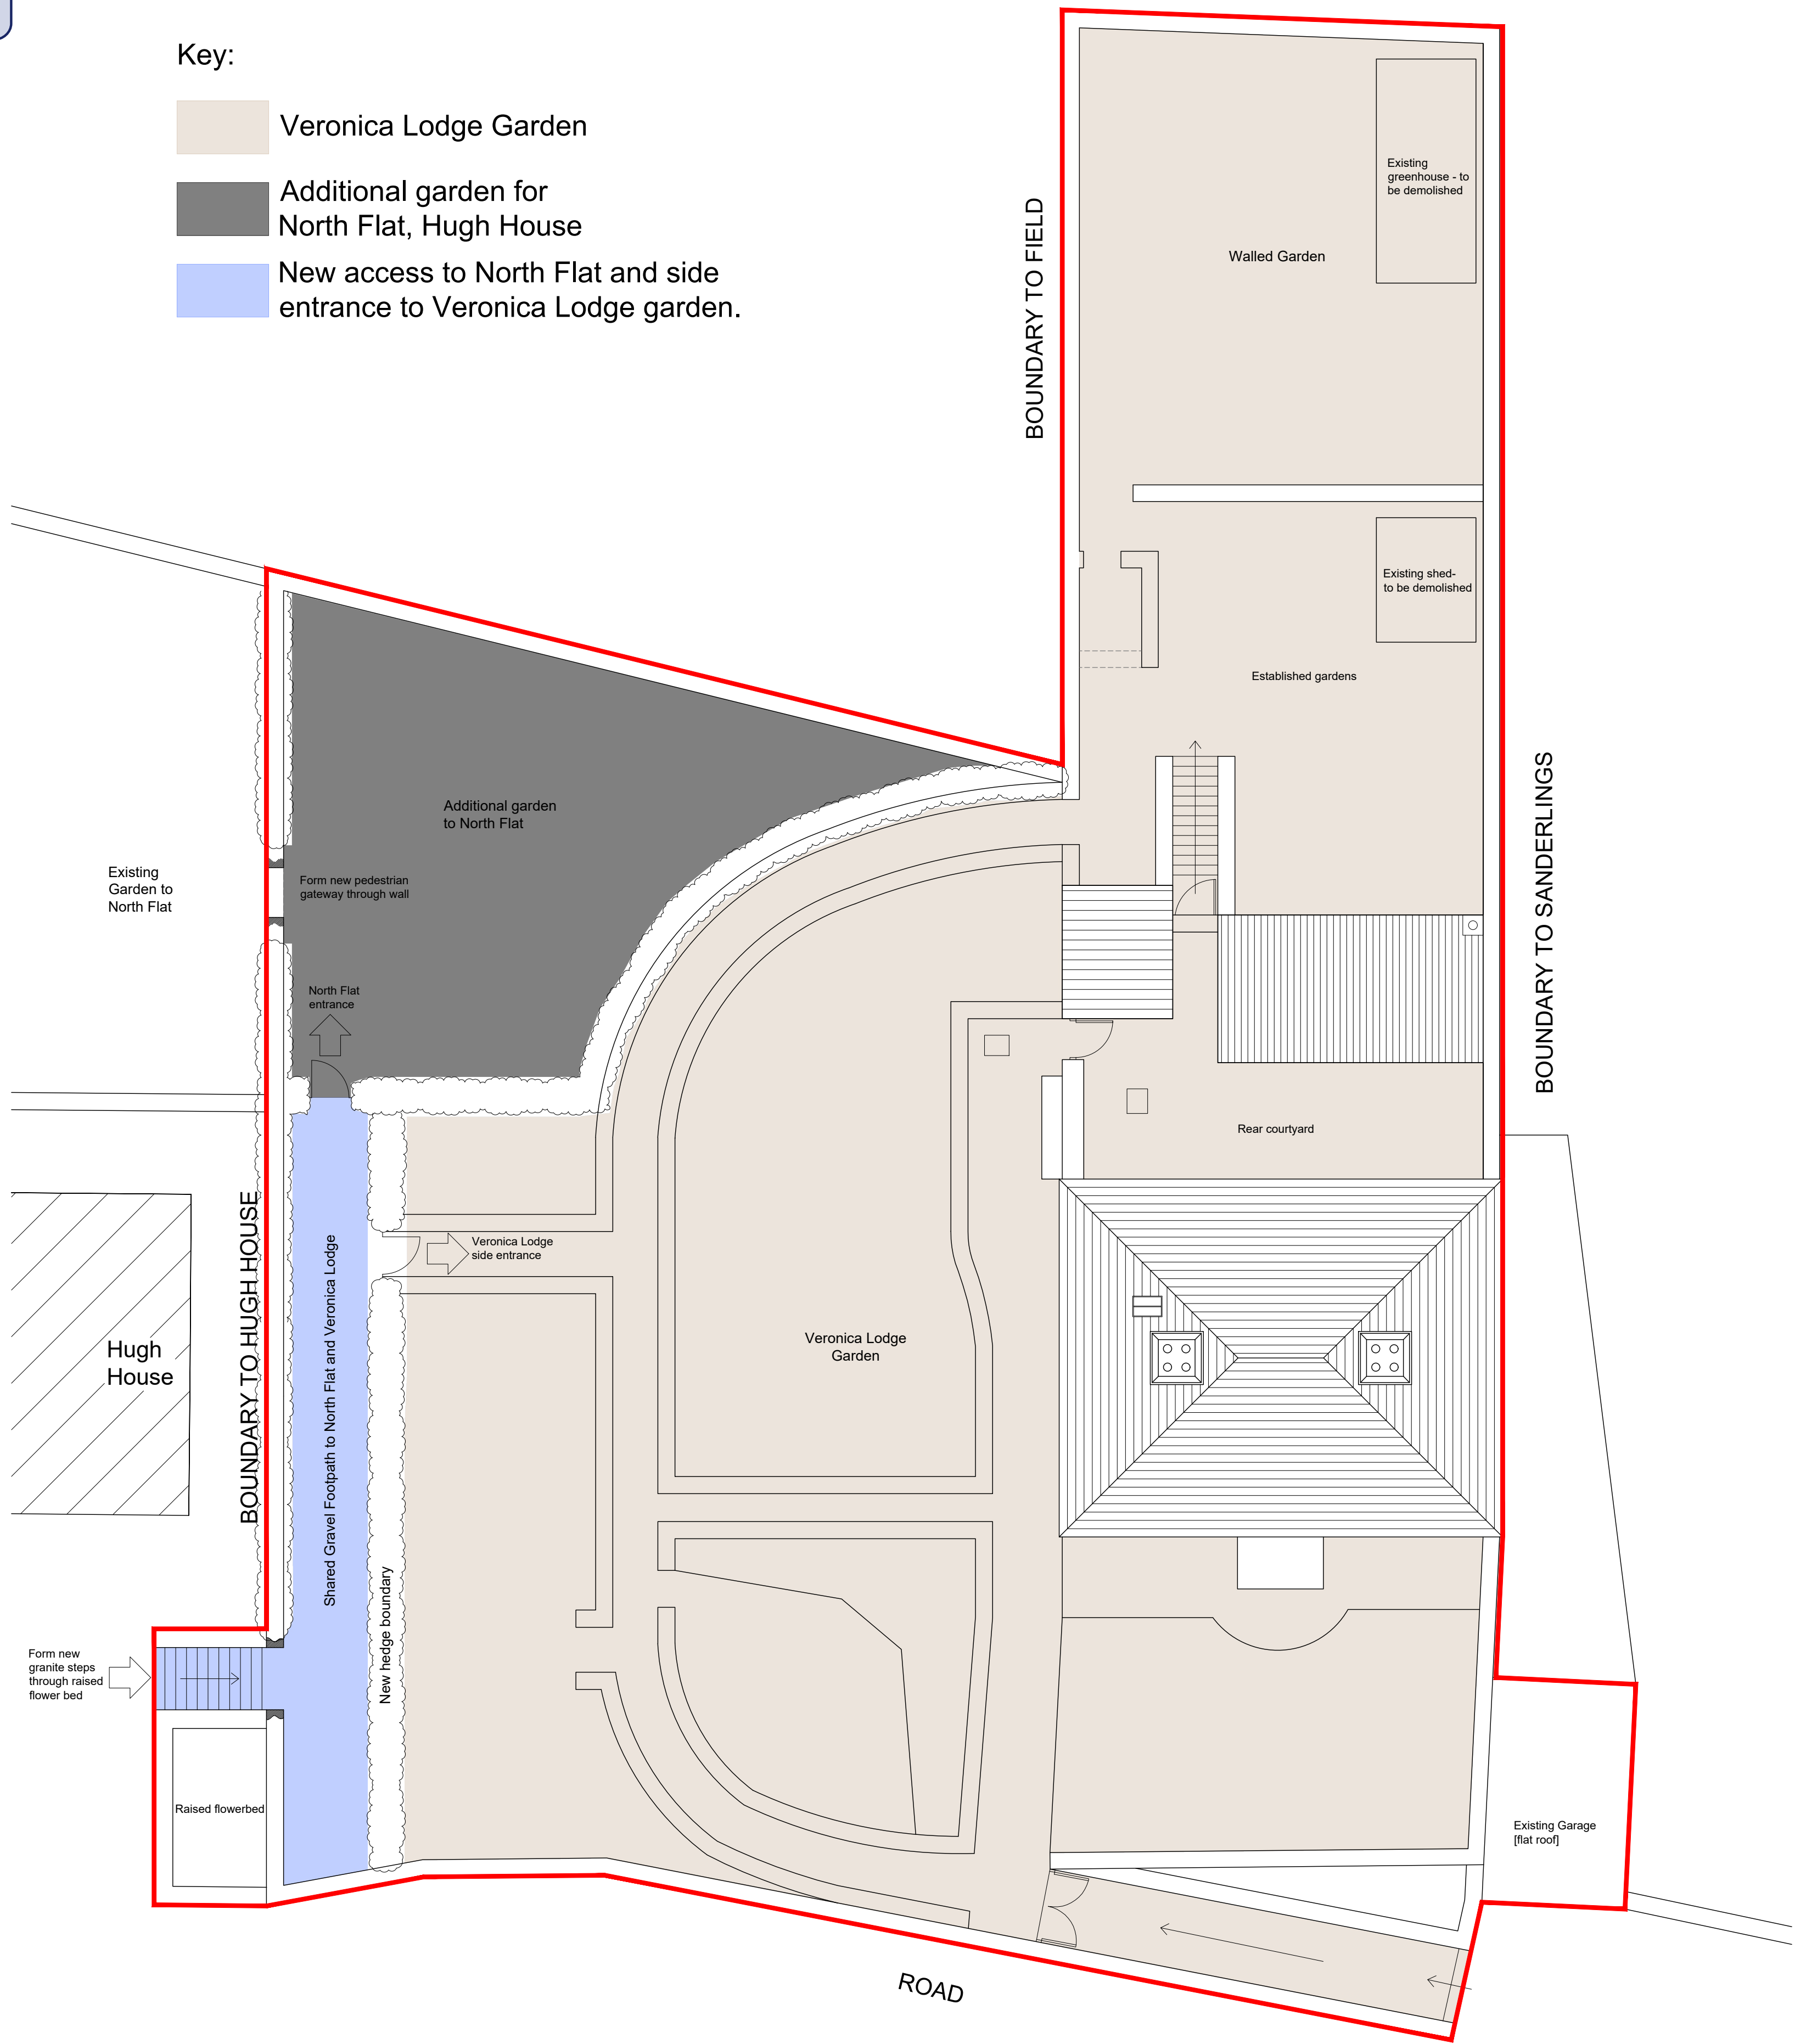 Key:
Veronica Lodge Garden
Additional garden for
North Flat, Hugh House
New access to North Flat and side
entrance to Veronica Lodge garden.
BOUNDARY TO FIELD
Existing
greenhouse - to
be demolished
Walled Garden
Existing shed-
to be demolished
Established gardens
BOUNDARY TO SANDERLINGS
Additional garden
to North Flat
Existing
Garden to
North Flat
Form new pedestrian
gateway through wall
North Flat
entrance
Rear courtyard
Veronica Lodge
side entrance
BOUNDARY TO HUGH HOUSE
Shared Gravel Footpath to North Flat and Veronica Lodge
Hugh
House
Veronica Lodge
Garden
New hedge boundary
Form new
granite steps
through raised
flower bed
Raised flowerbed
Existing Garage
[flat roof]
ROAD